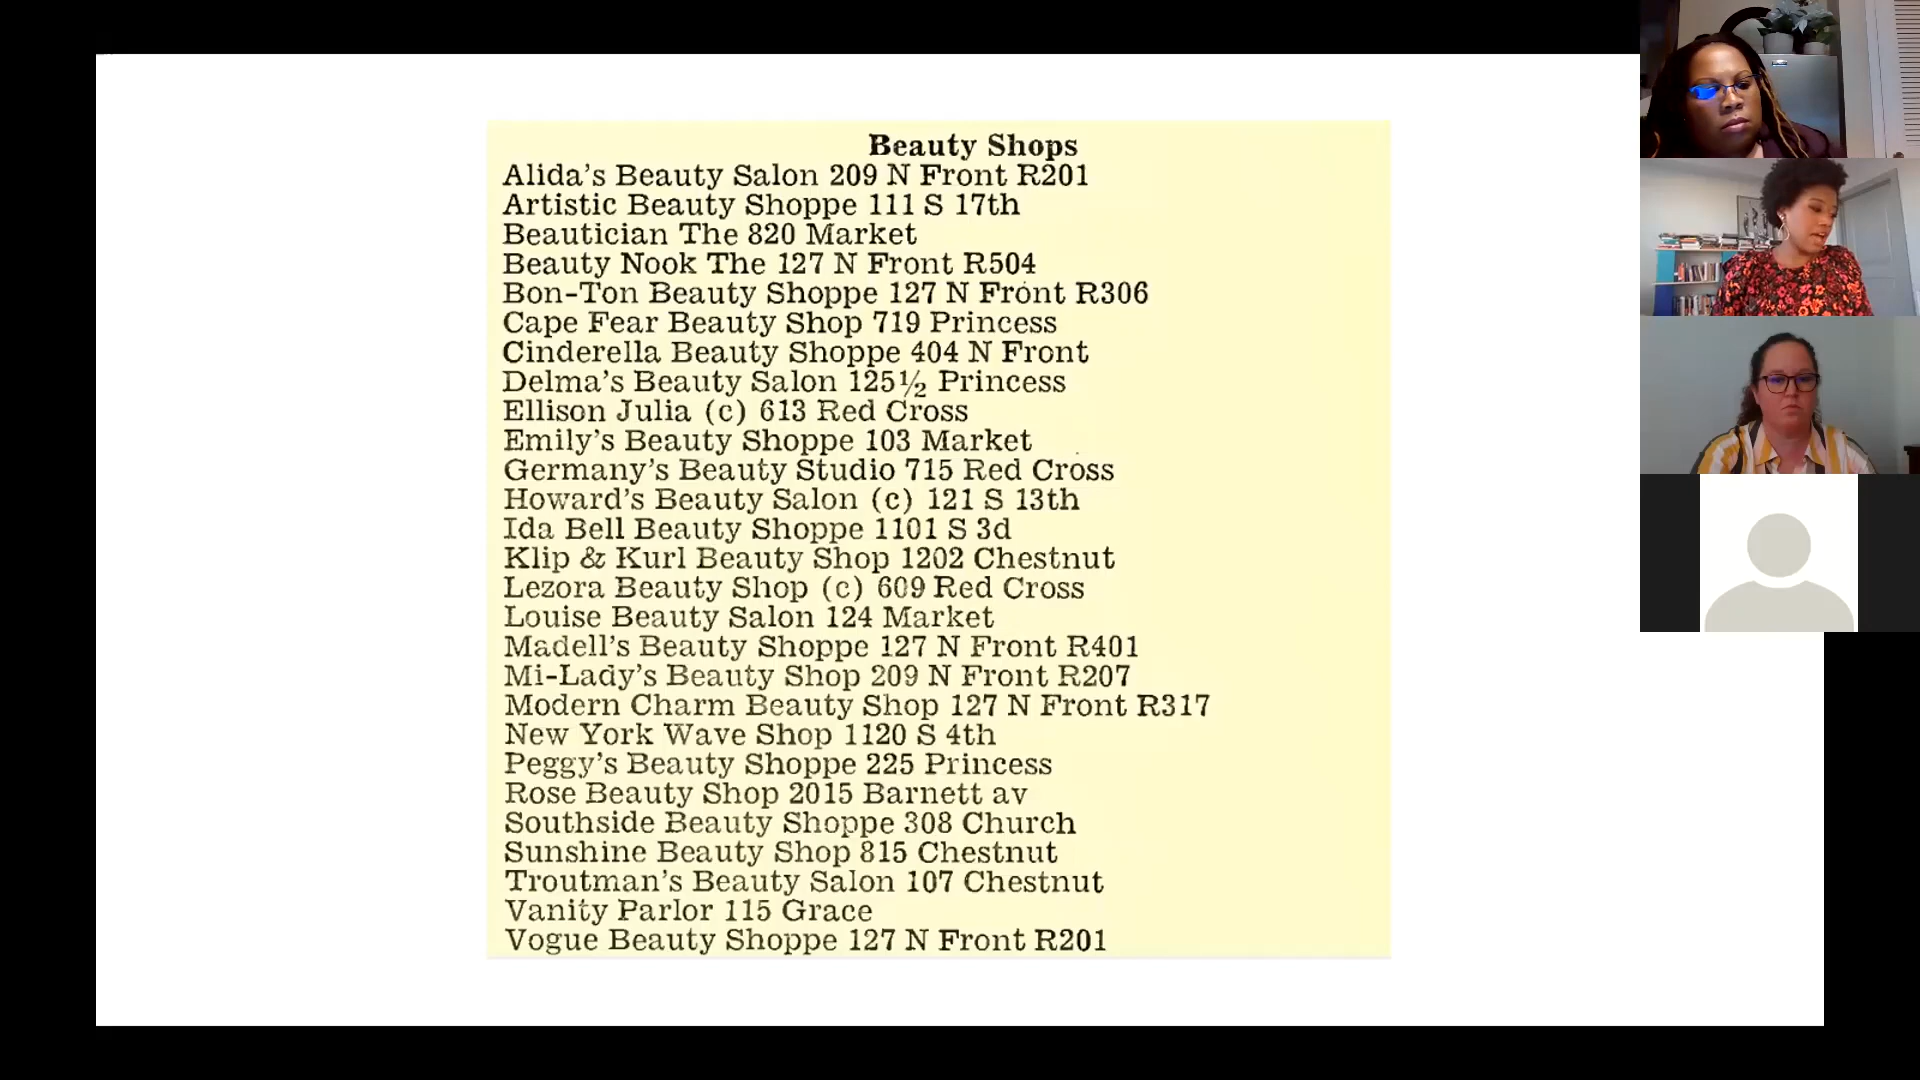 Beauty Shops
Alida's Beauty Salon 209 N Front R201
Artistic Beauty Shoppe 111 S 17th
Beautician The 820 Market
Beauty Nook The 127 N Front R504
Bon-Ton Beauty Shoppe 127 N Front R306
Cape Fear Beauty Shop 719 Princess
Cinderella Beauty Shoppe 404 N Front
Delma's Beauty Salon 125½ Princess
Ellison Julia (c) 613 Red Cross
Emily's Beauty Shoppe 103 Market
Germany's Beauty Studio 715 Red Cross
Howard's Beauty Salon (c) 121 S 13th
Ida Bell Beauty Shoppe 1101 S 3d
Klip & Kurl Beauty Shop 1202 Chestnut
Lezora Beauty Shop (c) 609 Red Cross
Louise Beauty Salon 124 Market
Madell's Beauty Shoppe 127 N Front R401
Mi-Lady's Beauty Shop 209 N Front R207
Modern Charm Beauty Shop 127 N Front R317
New York Wave Shop 1120 S 4th
Peggy's Beauty Shoppe 225 Princess
Rose Beauty Shop 2015 Barnett av
Southside Beauty Shoppe 308 Church
Sunshine Beauty Shop 815 Chestnut
Troutman's Beauty Salon 107 Chestnut
Vanity Parlor 115 Grace
Vogue Beauty Shoppe 127 N Front R201